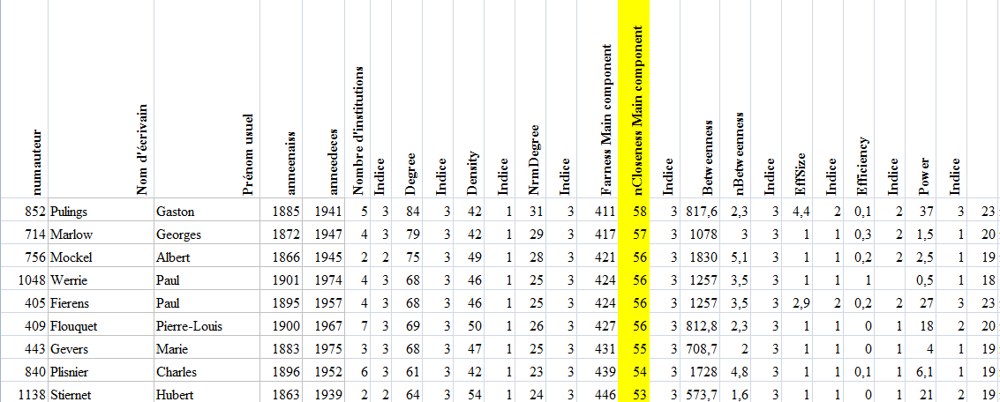 numauteur Nom d'écrivain Prénom usuel anneenaiss anneedeces Nombre d'institutions Indice Degree Indice Density Indice NrmDegree Indice Farness Main component nCloseness Main component Indice Betweenness nBetweenness Indice EffSize Indice Efficiency Indice Power Indice
852 Pulings Gaston 1885 1941 5 3 84 3 42 1 31 3 411 58 3 817,6 2,3 3 4,4 2 0,1 2 37 3 23
714 Marlow Georges 1872 1947 4 3 79 3 42 1 29 3 417 57 3 1078 3 3 1 1 0,3 2 1,5 1 20
756 Mockel Albert 1866 1945 2 2 75 3 49 1 28 3 421 56 3 1830 5,1 3 1 1 0,2 2 2,5 1 19
1048 Werrie Paul 1901 1974 4 3 68 3 46 1 25 3 424 56 3 1257 3,5 3 1 1 1 0,5 1 18
405 Fierens Paul 1895 1957 4 3 68 3 46 1 25 3 424 56 3 1257 3,5 3 2,9 2 0,2 2 27 3 23
409 Flouquet Pierre-Louis 1900 1967 7 3 69 3 50 1 26 3 427 56 3 812,8 2,3 3 1 1 0 1 18 2 20
443 Gevers Marie 1883 1975 3 3 68 3 47 1 25 3 431 55 3 708,7 2 3 1 1 0 1 4 1 19
840 Plisnier Charles 1896 1952 6 3 61 3 42 1 23 3 439 54 3 1728 4,8 3 1 1 0,1 1 6,1 1 19
1138 Stiernet Hubert 1863 1939 2 2 64 3 54 1 24 3 446 53 3 573,7 1,6 3 1 1 0 1 21 2 19